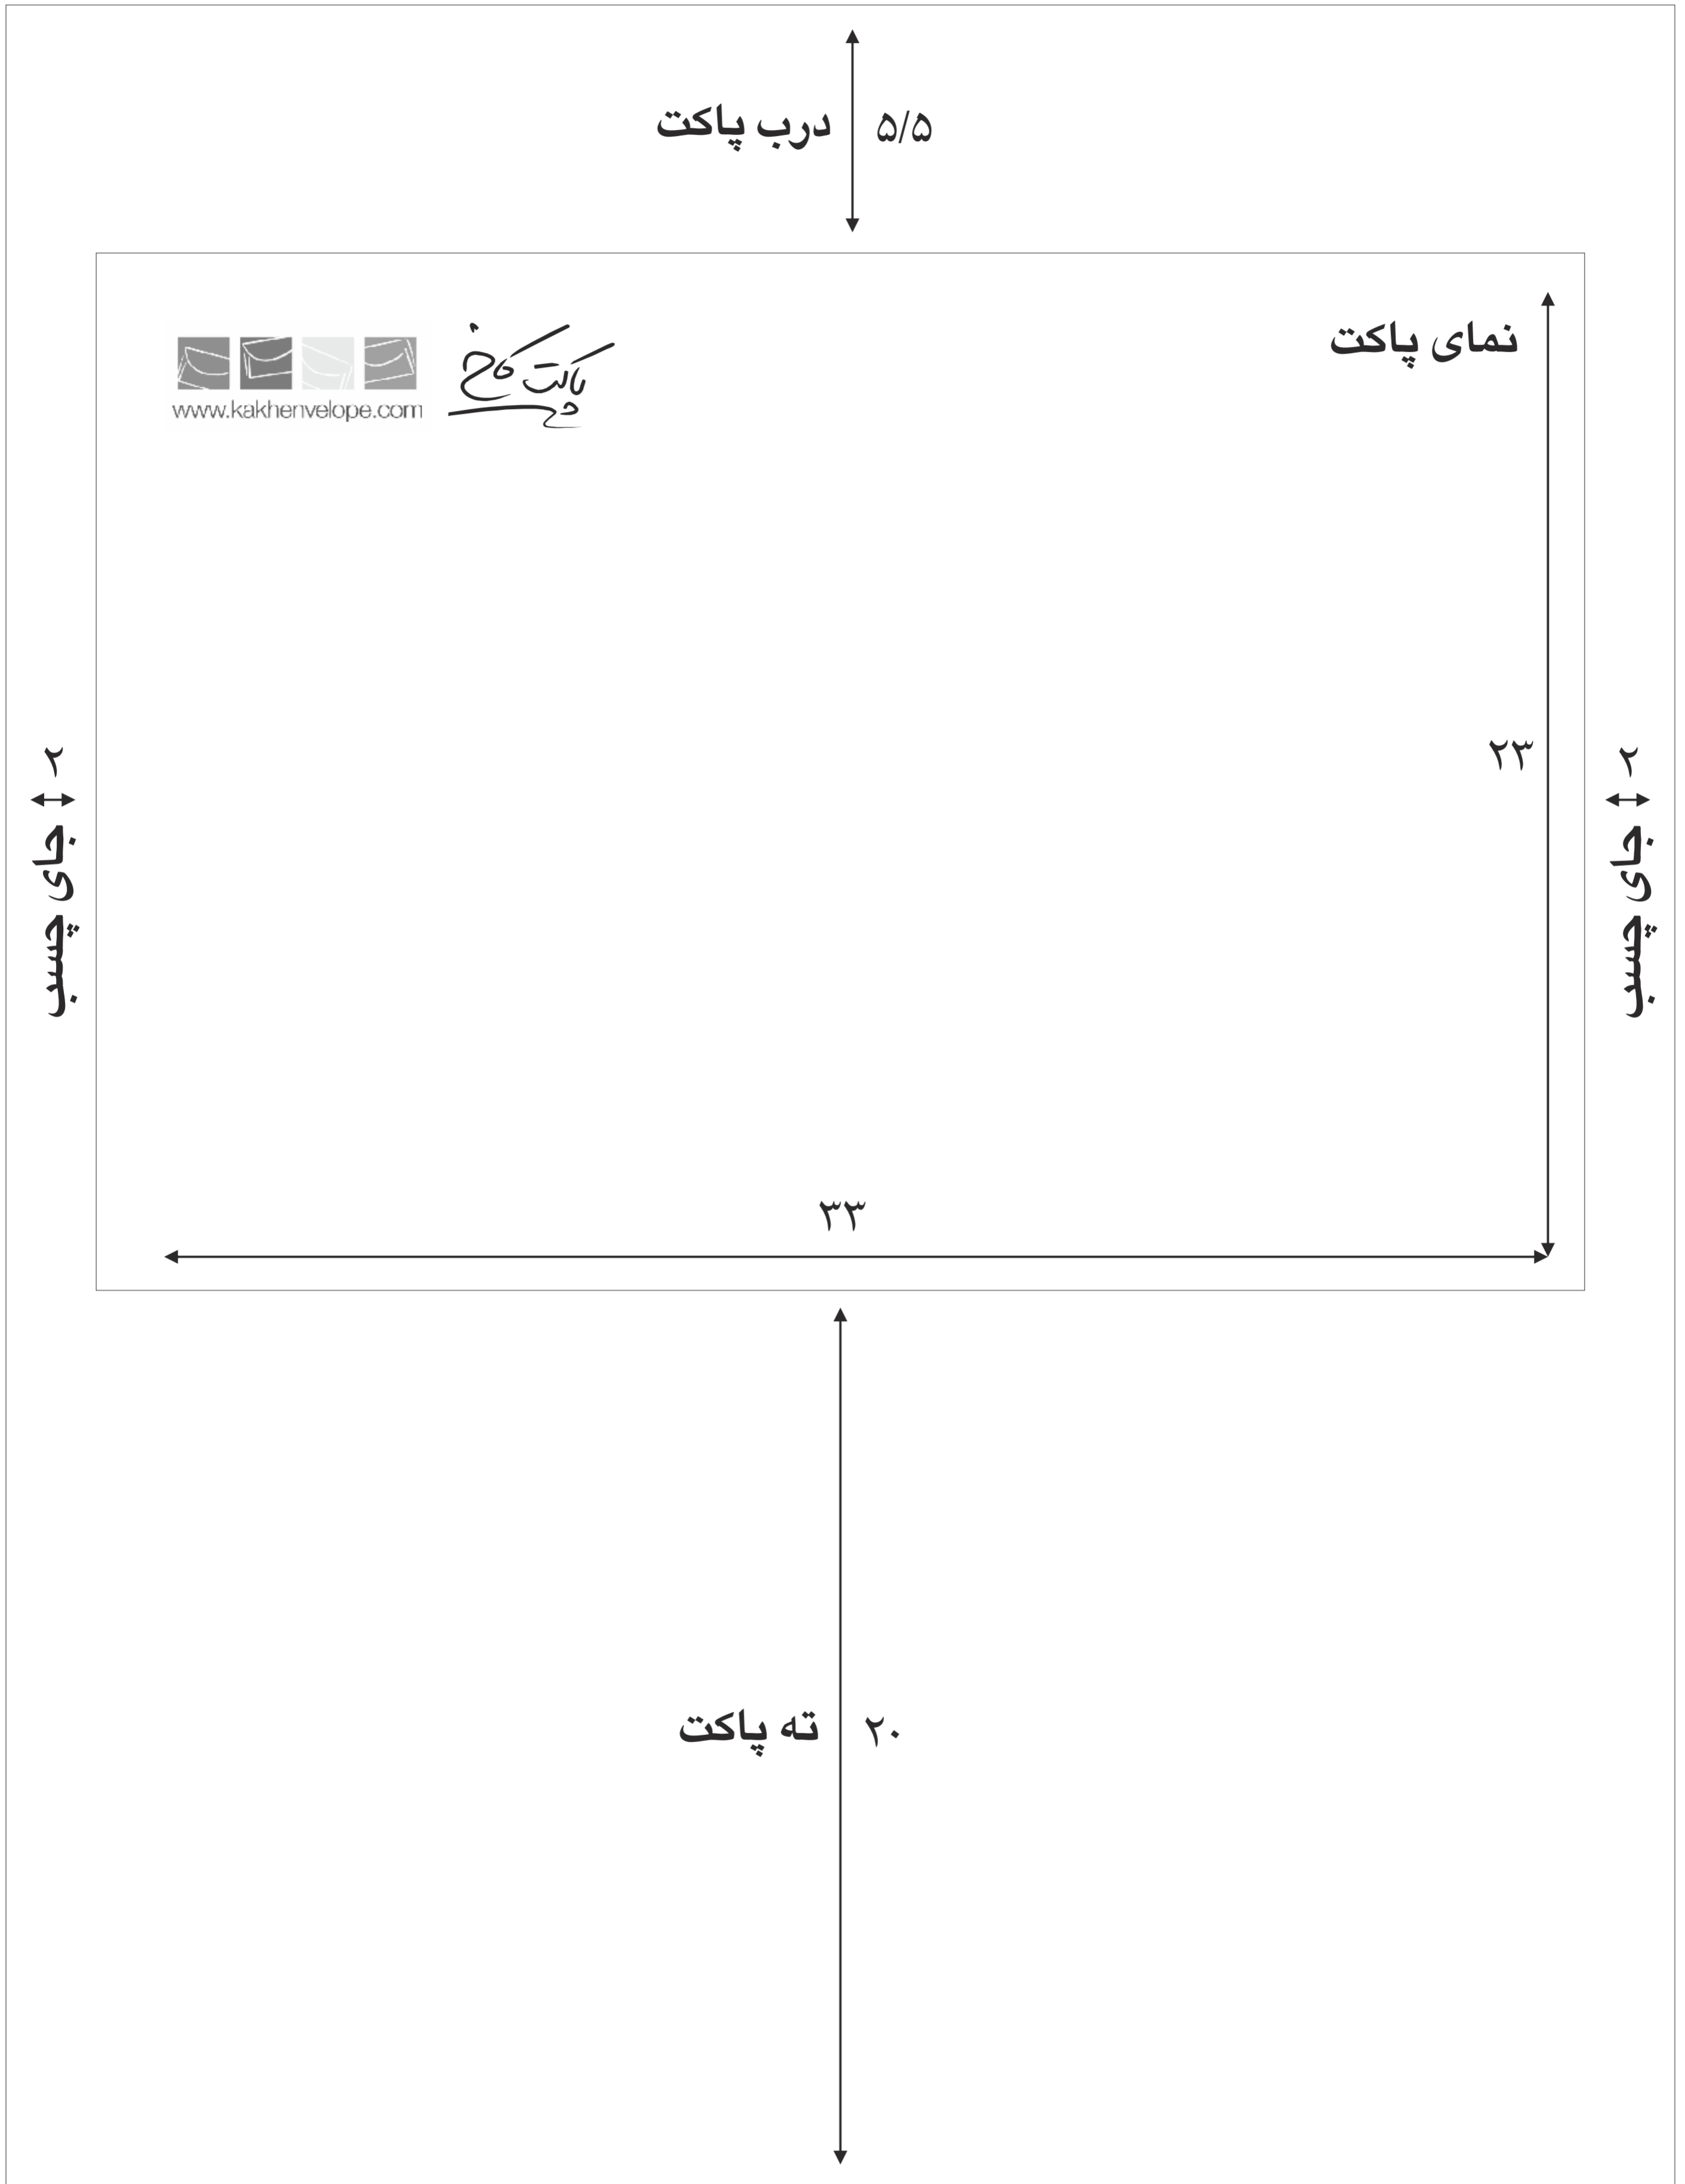 درب پاکت ۵/۵
نمای پاکت
پاکت کاخ
www.kakhenvelope.com
۲۳
۲
جای چسب
۲
جای چسب
۳۳
ته پاکت ۲۰